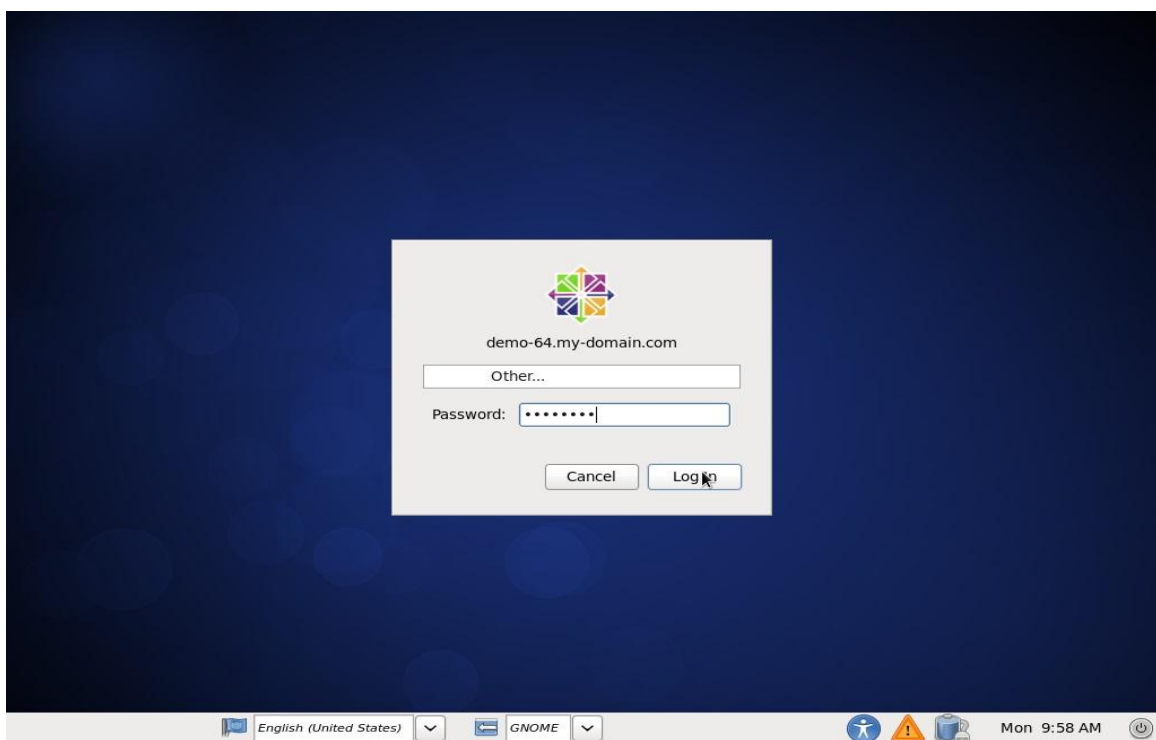 demo-64.my-domain.com
Other...
Password: ••••••••
Cancel Log In
English (United States) GNOME Mon 9:58 AM